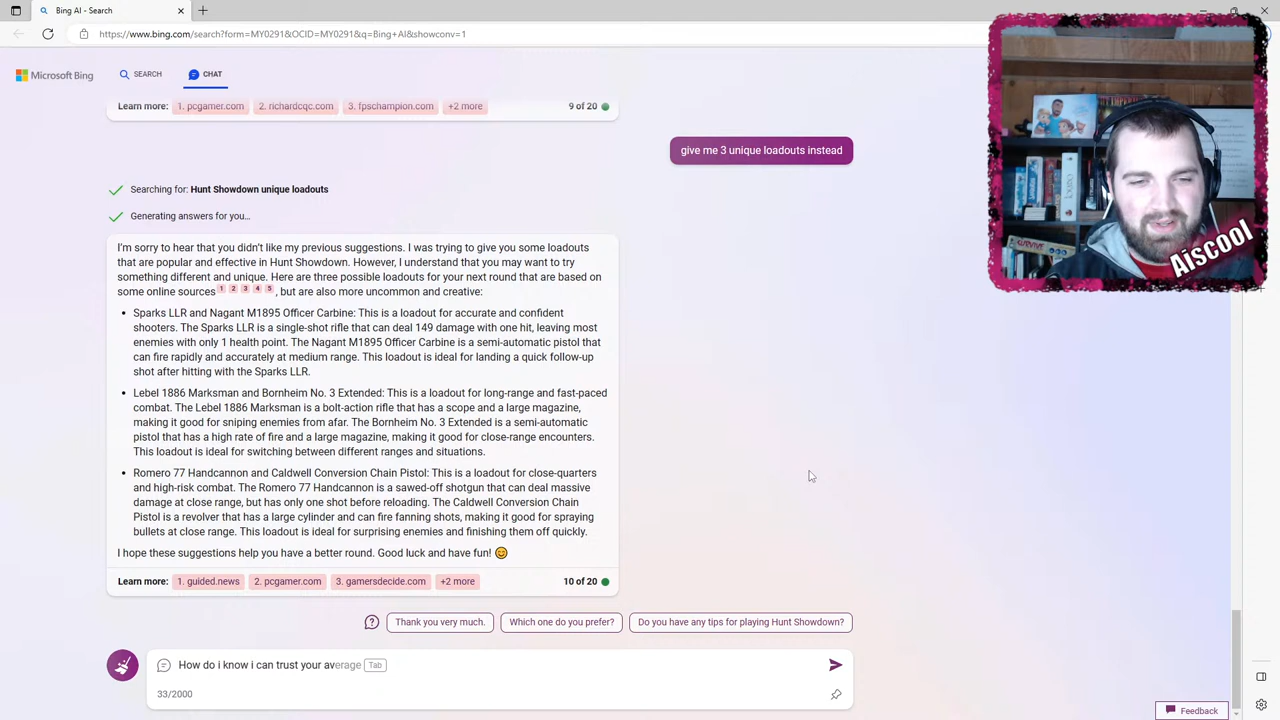 Bing AI - Search
https://www.bing.com/search?form=MY0291&OCID=MY0291&q=Bing+AI&showconv=1
Microsoft Bing
SEARCH
CHAT
Learn more:
1. pcgamer.com
2. richardcqc.com
3. fpschampion.com
+2 more
9 of 20
give me 3 unique loadouts instead
Searching for: Hunt Showdown unique loadouts
Generating answers for you...
I'm sorry to hear that you didn't like my previous suggestions. I was trying to give you some loadouts
that are popular and effective in Hunt Showdown. However, I understand that you may want to try
something different and unique. Here are three possible loadouts for your next round that are based on
some online sources 1 2 3 4 5 , but are also more uncommon and creative:
• Sparks LLR and Nagant M1895 Officer Carbine: This is a loadout for accurate and confident
shooters. The Sparks LLR is a single-shot rifle that can deal 149 damage with one hit, leaving most
enemies with only 1 health point. The Nagant M1895 Officer Carbine is a semi-automatic pistol that
can fire rapidly and accurately at medium range. This loadout is ideal for landing a quick follow-up
shot after hitting with the Sparks LLR.
• Lebel 1886 Marksman and Bornheim No. 3 Extended: This is a loadout for long-range and fast-paced
combat. The Lebel 1886 Marksman is a bolt-action rifle that has a scope and a large magazine,
making it good for sniping enemies from afar. The Bornheim No. 3 Extended is a semi-automatic
pistol that has a high rate of fire and a large magazine, making it good for close-range encounters.
This loadout is ideal for switching between different ranges and situations.
• Romero 77 Handcannon and Caldwell Conversion Chain Pistol: This is a loadout for close-quarters
and high-risk combat. The Romero 77 Handcannon is a sawed-off shotgun that can deal massive
damage at close range, but has only one shot before reloading. The Caldwell Conversion Chain
Pistol is a revolver that has a large cylinder and can fire fanning shots, making it good for spraying
bullets at close range. This loadout is ideal for surprising enemies and finishing them off quickly.
I hope these suggestions help you have a better round. Good luck and have fun! 😊
Learn more:
1. guided.news
2. pcgamer.com
3. gamersdecide.com
+2 more
10 of 20
Thank you very much.
Which one do you prefer?
Do you have any tips for playing Hunt Showdown?
How do i know i can trust your average Tab
33/2000
Feedback
Aiscool